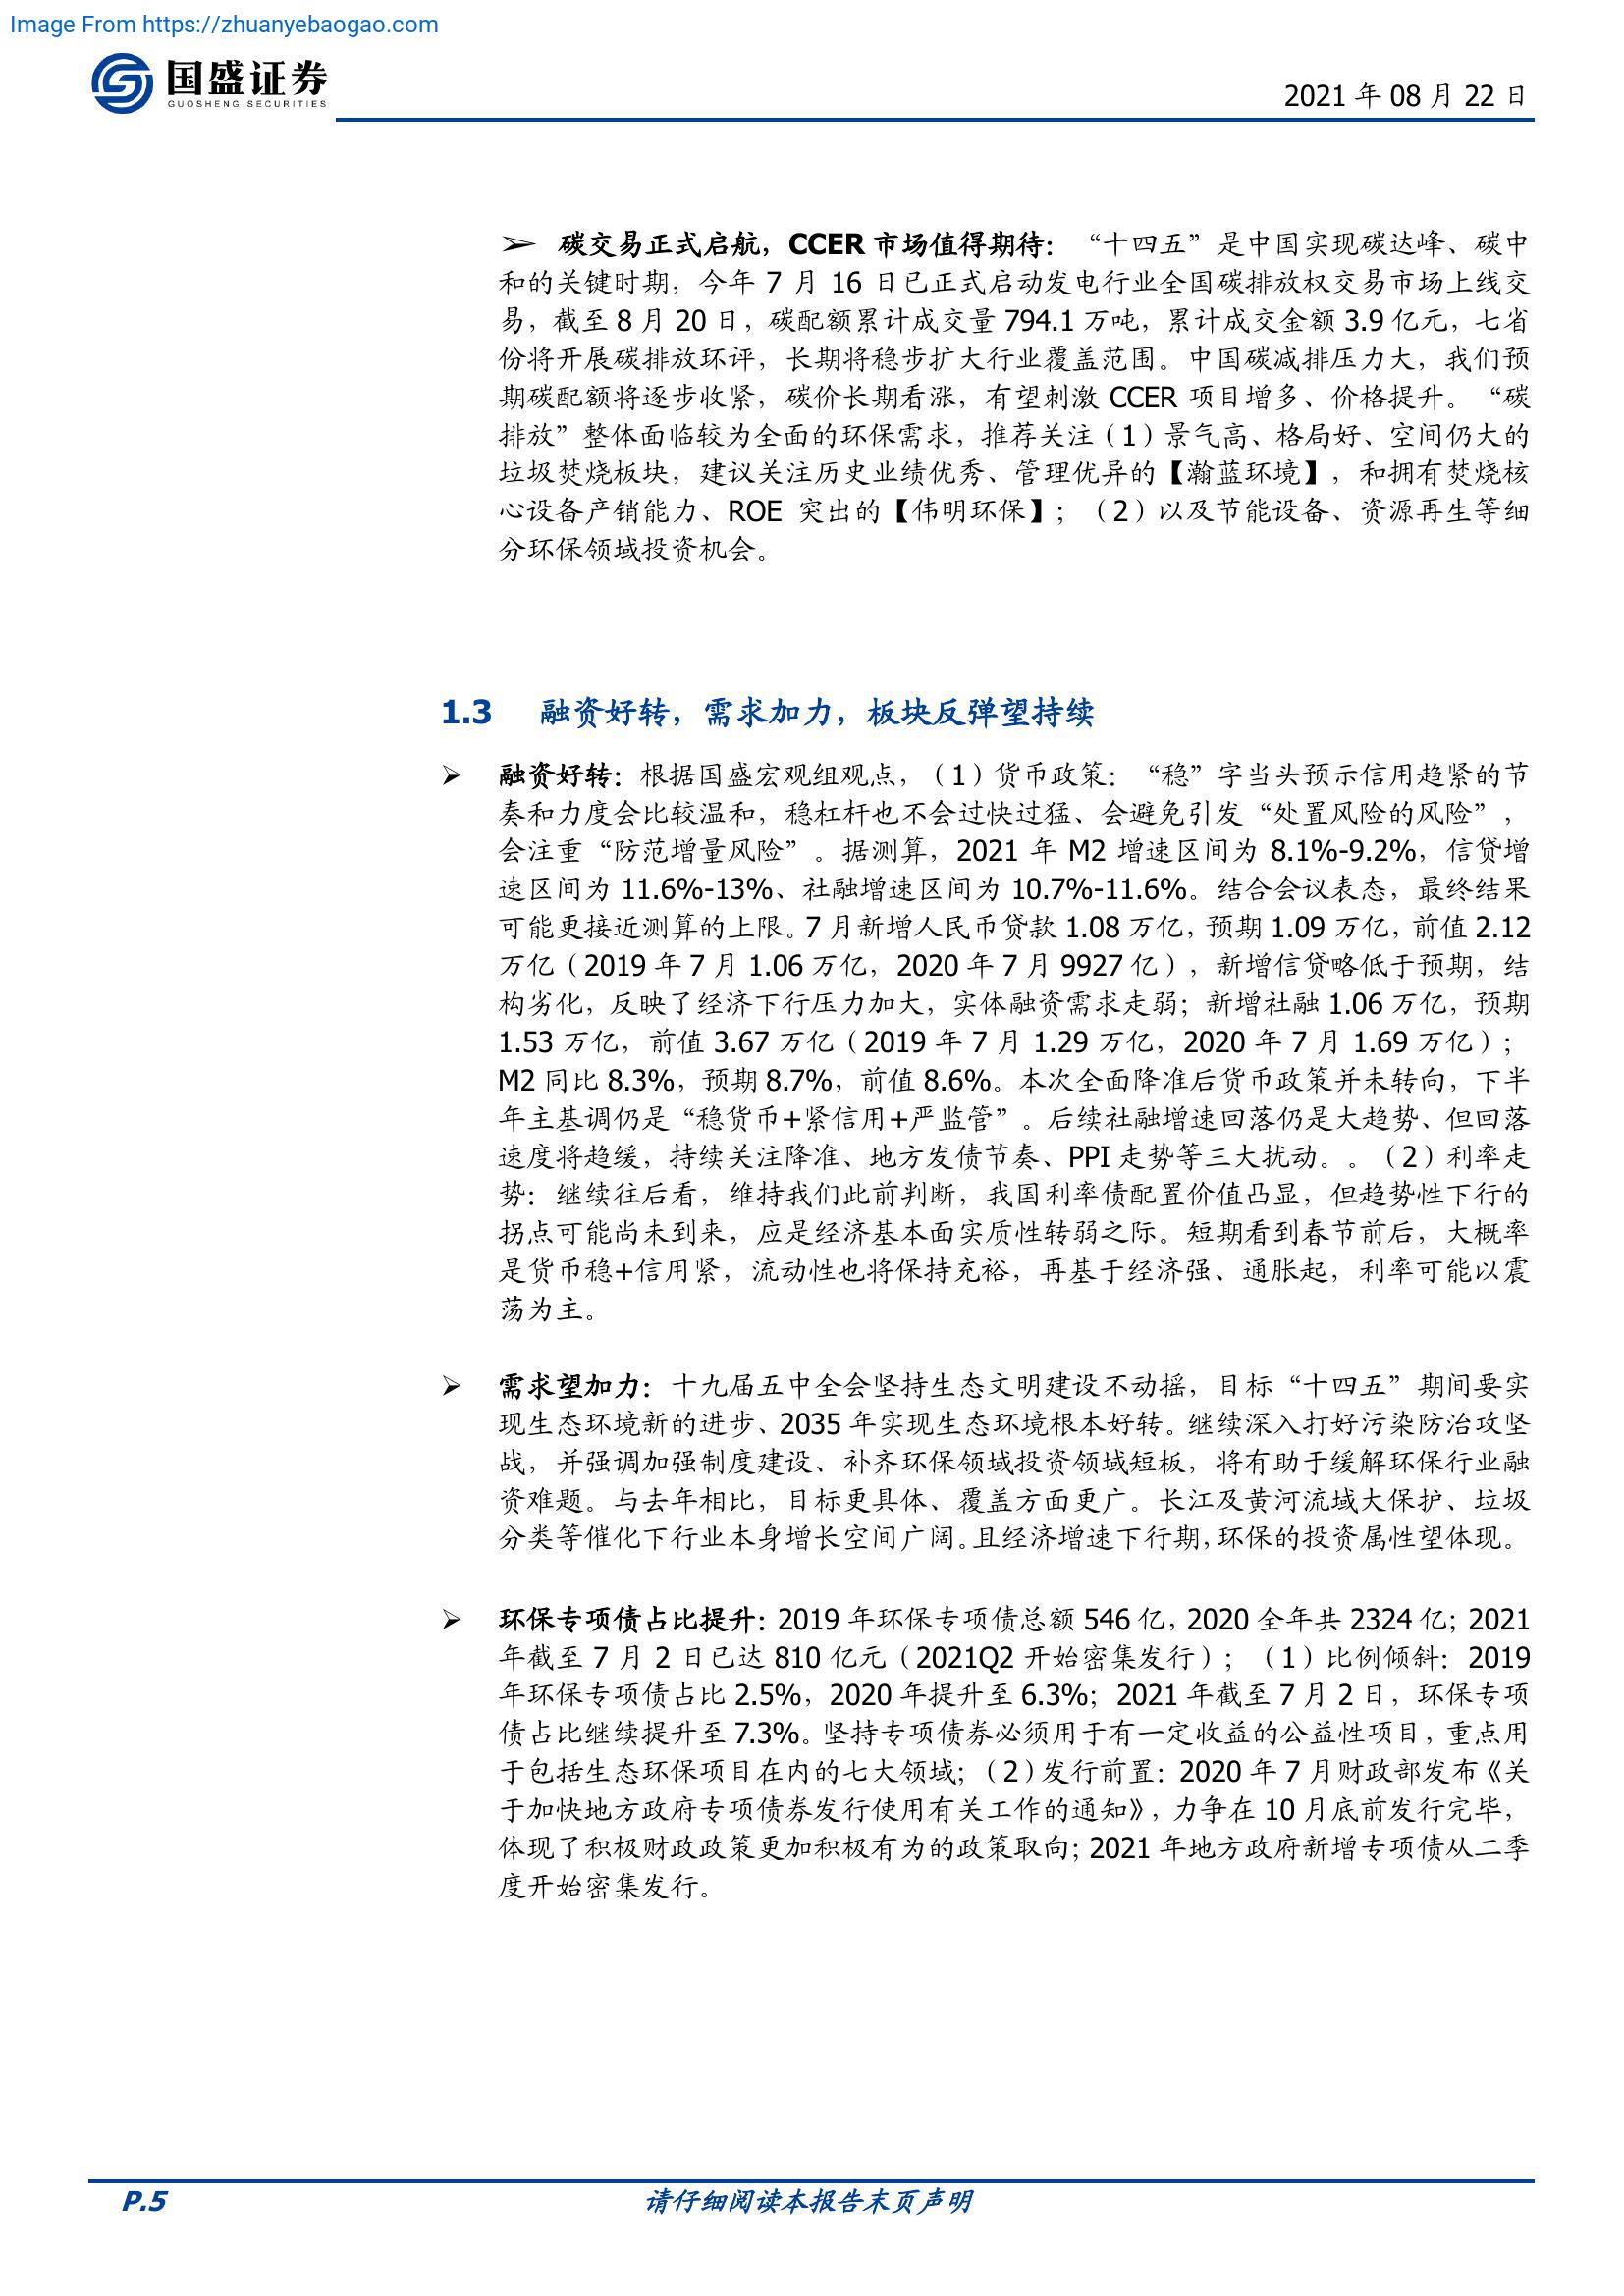 Image From https://zhuanyebaogao.com
国盛证券
GUOSHENG SECURITIES
2021 年 08 月 22 日
➢ 碳交易正式启航，CCER 市场值得期待：“十四五”是中国实现碳达峰、碳中
和的关键时期，今年 7 月 16 日已正式启动发电行业全国碳排放权交易市场上线交
易，截至 8 月 20 日，碳配额累计成交量 794.1 万吨，累计成交金额 3.9 亿元，七省
份将开展碳排放环评，长期将稳步扩大行业覆盖范围。中国碳减排压力大，我们预
期碳配额将逐步收紧，碳价长期看涨，有望刺激 CCER 项目增多、价格提升。“碳
排放”整体面临较为全面的环保需求，推荐关注（1）景气高、格局好、空间仍大的
垃圾焚烧板块，建议关注历史业绩优秀、管理优异的【瀚蓝环境】，和拥有焚烧核
心设备产销能力、ROE 突出的【伟明环保】；（2）以及节能设备、资源再生等细
分环保领域投资机会。
1.3 融资好转，需求加力，板块反弹望持续
➢ 融资好转：根据国盛宏观组观点，（1）货币政策：“稳”字当头预示信用趋紧的节
奏和力度会比较温和，稳杠杆也不会过快过猛、会避免引发“处置风险的风险”，
会注重“防范增量风险”。据测算，2021 年 M2 增速区间为 8.1%-9.2%，信贷增
速区间为 11.6%-13%、社融增速区间为 10.7%-11.6%。结合会议表态，最终结果
可能更接近测算的上限。7 月新增人民币贷款 1.08 万亿，预期 1.09 万亿，前值 2.12
万亿（2019 年 7 月 1.06 万亿，2020 年 7 月 9927 亿），新增信贷略低于预期，结
构劣化，反映了经济下行压力加大，实体融资需求走弱；新增社融 1.06 万亿，预期
1.53 万亿，前值 3.67 万亿（2019 年 7 月 1.29 万亿，2020 年 7 月 1.69 万亿）；
M2 同比 8.3%，预期 8.7%，前值 8.6%。本次全面降准后货币政策并未转向，下半
年主基调仍是“稳货币+紧信用+严监管”。后续社融增速回落仍是大趋势、但回落
速度将趋缓，持续关注降准、地方发债节奏、PPI 走势等三大扰动。。（2）利率走
势：继续往后看，维持我们此前判断，我国利率债配置价值凸显，但趋势性下行的
拐点可能尚未到来，应是经济基本面实质性转弱之际。短期看到春节前后，大概率
是货币稳+信用紧，流动性也将保持充裕，再基于经济强、通胀起，利率可能以震
荡为主。
➢ 需求望加力：十九届五中全会坚持生态文明建设不动摇，目标“十四五”期间要实
现生态环境新的进步、2035 年实现生态环境根本好转。继续深入打好污染防治攻坚
战，并强调加强制度建设、补齐环保领域投资领域短板，将有助于缓解环保行业融
资难题。与去年相比，目标更具体、覆盖方面更广。长江及黄河流域大保护、垃圾
分类等催化下行业本身增长空间广阔。且经济增速下行期，环保的投资属性望体现。
➢ 环保专项债占比提升：2019 年环保专项债总额 546 亿，2020 全年共 2324 亿；2021
年截至 7 月 2 日已达 810 亿元（2021Q2 开始密集发行）；（1）比例倾斜：2019
年环保专项债占比 2.5%，2020 年提升至 6.3%；2021 年截至 7 月 2 日，环保专项
债占比继续提升至 7.3%。坚持专项债券必须用于有一定收益的公益性项目，重点用
于包括生态环保项目在内的七大领域；（2）发行前置：2020 年 7 月财政部发布《关
于加快地方政府专项债券发行使用有关工作的通知》，力争在 10 月底前发行完毕，
体现了积极财政政策更加积极有为的政策取向；2021 年地方政府新增专项债从二季
度开始密集发行。
P.5 请仔细阅读本报告末页声明